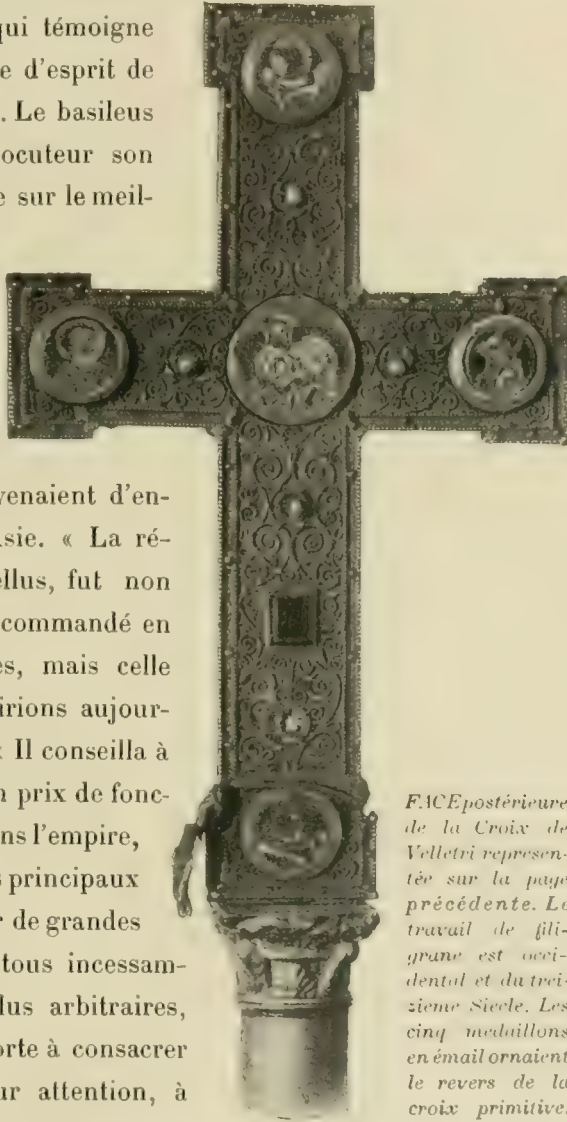 qui témoigne
e d'esprit de
. Le basileus
ocuteur son
e sur le meil-
venaient d'en-
sie. « La ré-
ellus, fut non
commandé en
es, mais celle
irions aujour-
Il conseilla à
n prix de fonc-
ns l'empire,
s principaux
r de grandes
tous incessam-
lus arbitraires,
orte à consacrer
ur attention, à
FACE postérieure
de la Croix de
Velletri représen-
tée sur la page
précédente. Le
travail de fili-
grane est occi-
dental et du trei-
zième Siècle. Les
cinq médaillons
en émail ornaient
le revers de la
croix primitive.